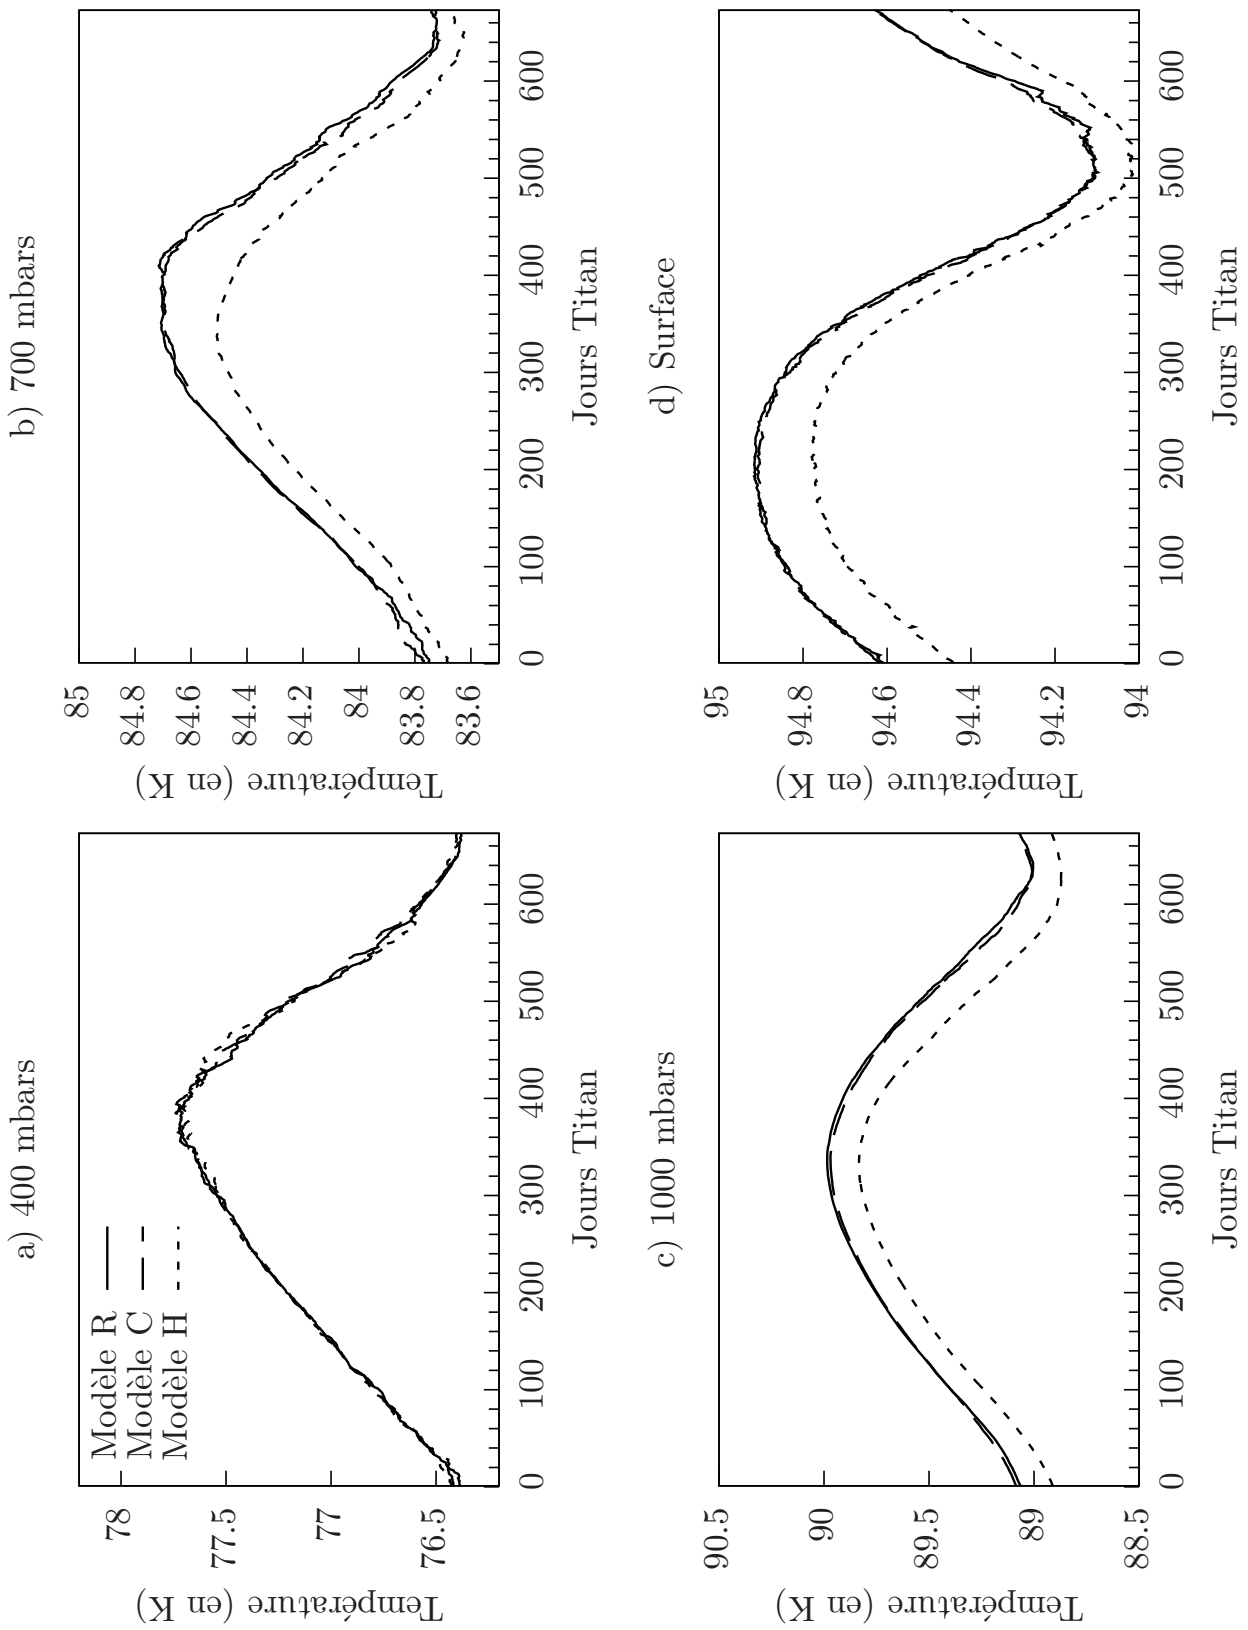 a) 400 mbars
Modèle R
Modèle C
Modèle H
Température (en K)
78
77.5
77
76.5
0 100 200 300 400 500 600
Jours Titan
b) 700 mbars
Température (en K)
85
84.8
84.6
84.4
84.2
84
83.8
83.6
0 100 200 300 400 500 600
Jours Titan
c) 1000 mbars
Température (en K)
90.5
90
89.5
89
88.5
0 100 200 300 400 500 600
Jours Titan
d) Surface
Température (en K)
95
94.8
94.6
94.4
94.2
94
0 100 200 300 400 500 600
Jours Titan